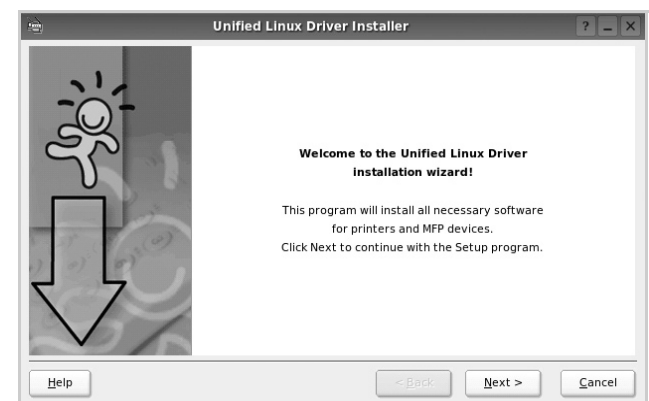 Unified Linux Driver Installer
Welcome to the Unified Linux Driver
installation wizard!
This program will install all necessary software
for printers and MFP devices.
Click Next to continue with the Setup program.
Help
< Back
Next >
Cancel